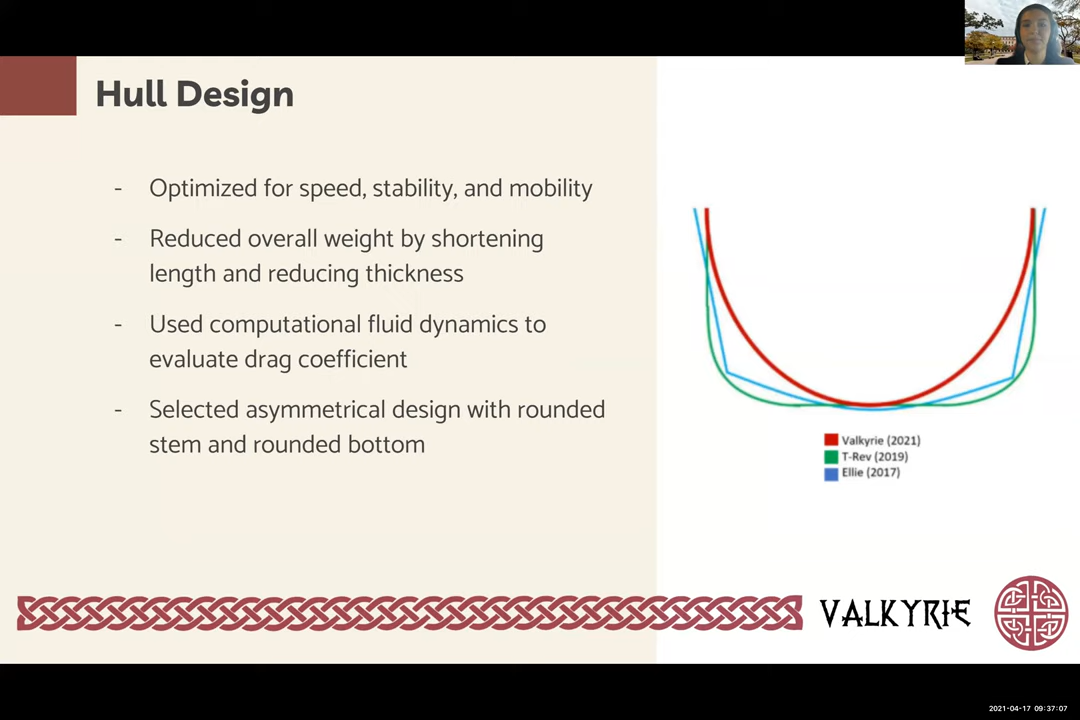 Hull Design
- Optimized for speed, stability, and mobility
- Reduced overall weight by shortening
length and reducing thickness
- Used computational fluid dynamics to
evaluate drag coefficient
- Selected asymmetrical design with rounded
stem and rounded bottom
Valkyrie (2021)
T-Rev (2019)
Ellie (2017)
VALKYRIE
2021-04-17 09:37:07